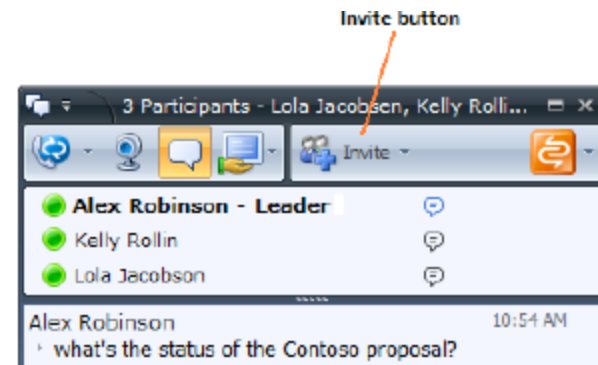 Invite button
3 Participants - Lola Jacobsen, Kelly Rolli...
Invite
Alex Robinson - Leader
Kelly Rollin
Lola Jacobson
Alex Robinson 10:54 AM
what's the status of the Contoso proposal?